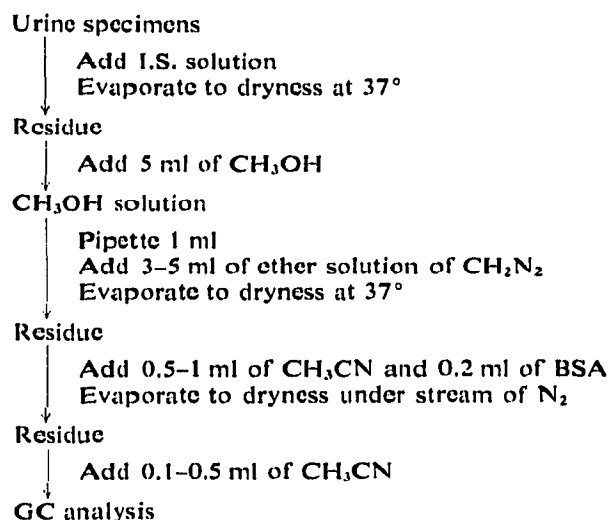 Urine specimens
Add I.S. solution
Evaporate to dryness at 37°
Residue
Add 5 ml of CH₃OH
CH₃OH solution
Pipette 1 ml
Add 3–5 ml of ether solution of CH₂N₂
Evaporate to dryness at 37°
Residue
Add 0.5–1 ml of CH₃CN and 0.2 ml of BSA
Evaporate to dryness under stream of N₂
Residue
Add 0.1–0.5 ml of CH₃CN
GC analysis